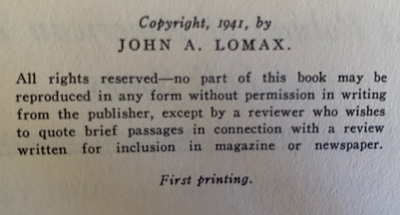 Copyright, 1941, by
JOHN A. LOMAX.
All rights reserved—no part of this book may be
reproduced in any form without permission in writing
from the publisher, except by a reviewer who wishes
to quote brief passages in connection with a review
written for inclusion in magazine or newspaper.
First printing.